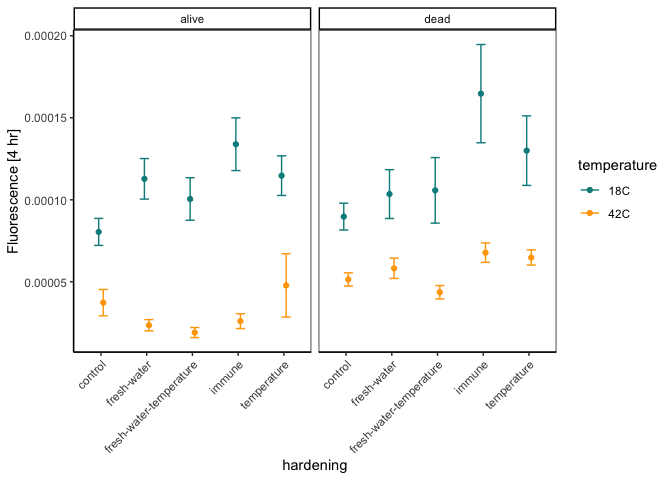 alive
dead
Fluorescence [4 hr]
0.00020
0.00015
0.00010
0.00005
control
fresh-water
fresh-water-temperature
immune
temperature
control
fresh-water
fresh-water-temperature
immune
temperature
hardening
temperature
18C
42C